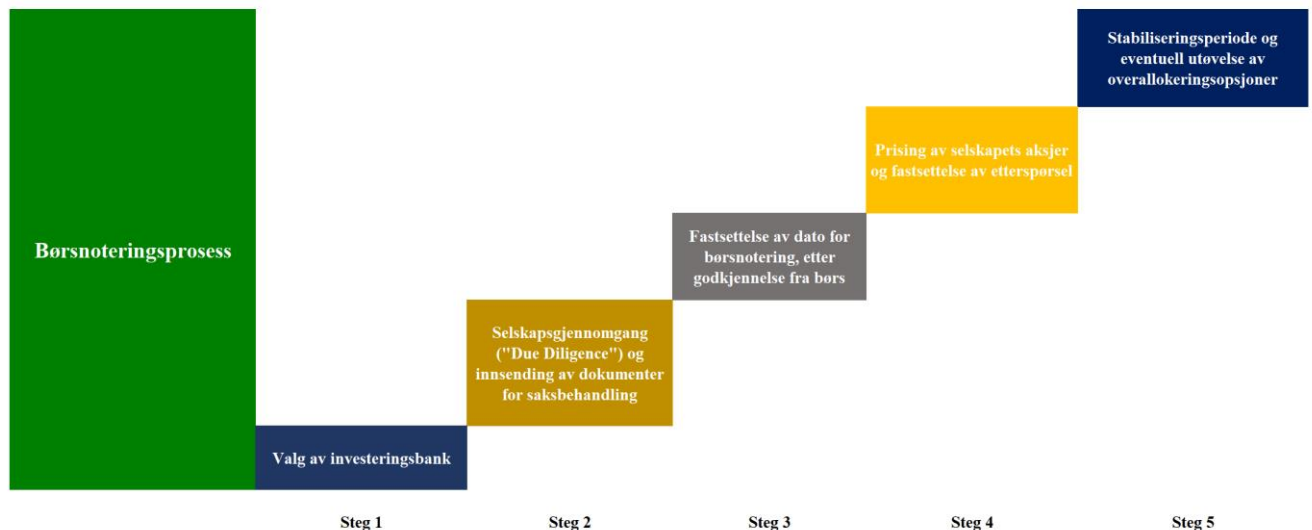 Børsnoteringsprosess
Valg av investeringsbank
Selskapsgjennomgang
("Due Diligence") og
innsending av dokumenter
for saksbehandling
Fastsettelse av dato for
børsnotering, etter
godkjennelse fra børs
Prising av selskapets aksjer
og fastsettelse av etterspørsel
Stabiliseringsperiode og
eventuell utøvelse av
overallokeringsopsjoner
Steg 1
Steg 2
Steg 3
Steg 4
Steg 5